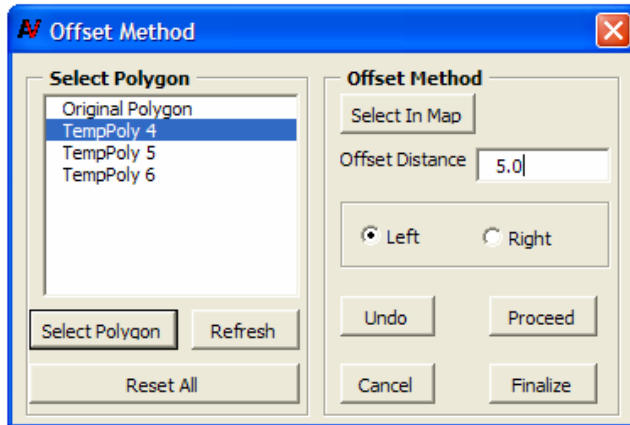 Offset Method
Select Polygon
Original Polygon
TempPoly 4
TempPoly 5
TempPoly 6
Select Polygon
Refresh
Reset All
Offset Method
Select In Map
Offset Distance 5.0
Left Right
Undo Proceed
Cancel Finalize